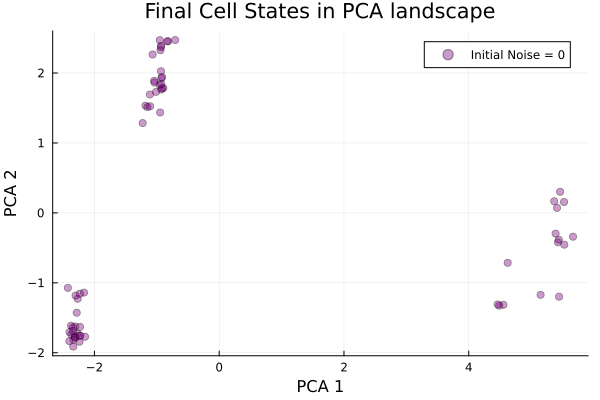 Final Cell States in PCA landscape
Initial Noise = 0
PCA 2
2
1
0
−1
−2
−2
0
2
4
PCA 1